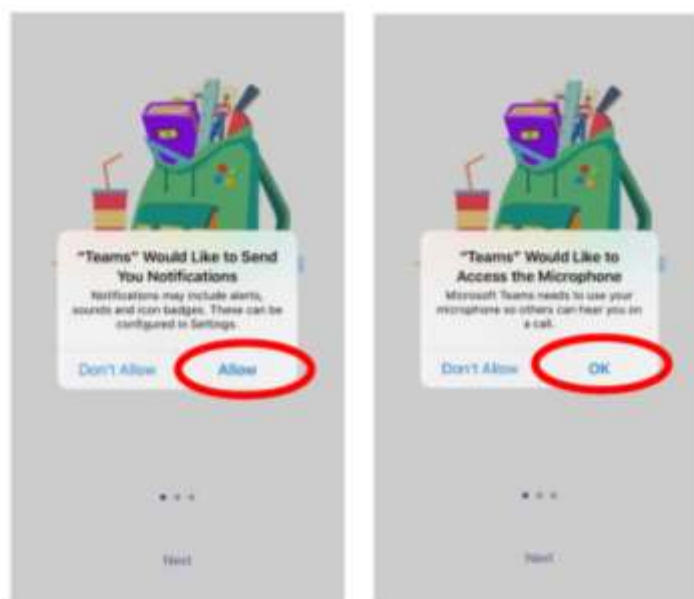 "Teams" Would Like to Send
You Notifications
Notifications may include alerts,
sounds and icon badges. These can be
configured in Settings.
Don't Allow
Allow
Next
"Teams" Would Like to
Access the Microphone
Microsoft Teams needs to use your
microphone so others can hear you on
a call.
Don't Allow
OK
Next